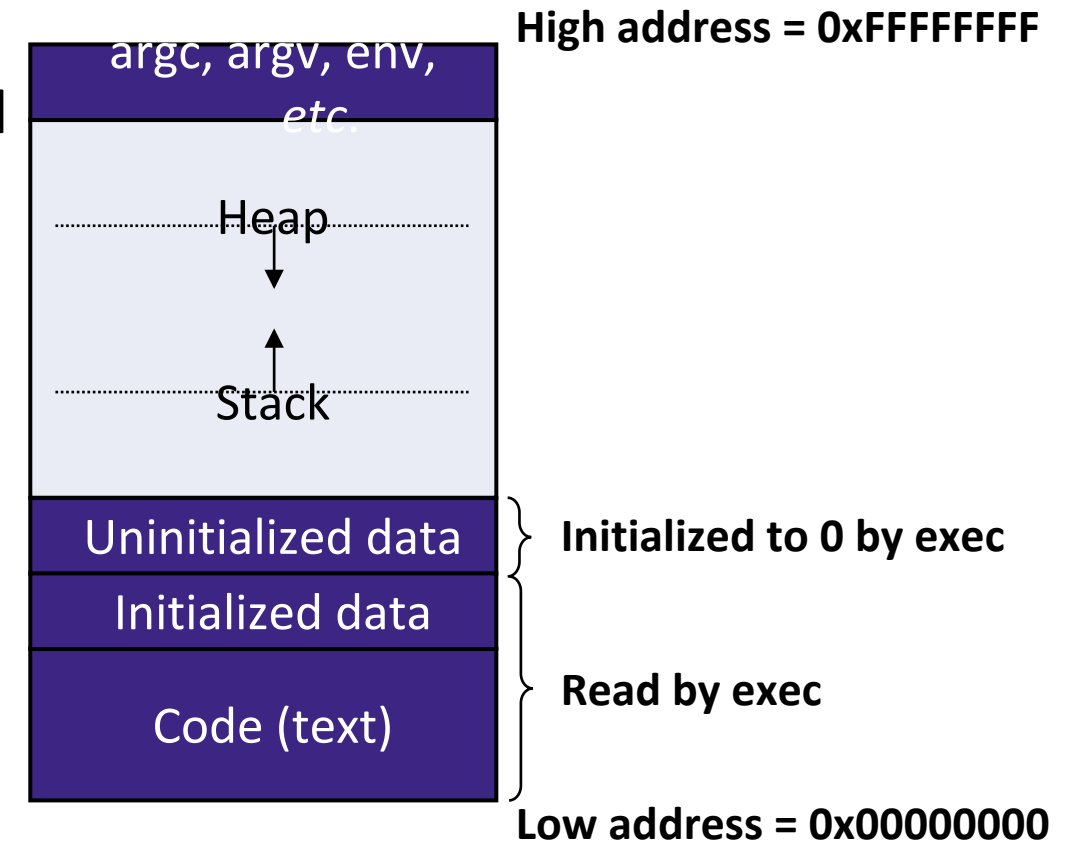 High address = 0xFFFFFFFF
argc, argv, env,
etc.
Heap
Stack
Uninitialized data
Initialized to 0 by exec
Initialized data
Read by exec
Code (text)
Low address = 0x00000000